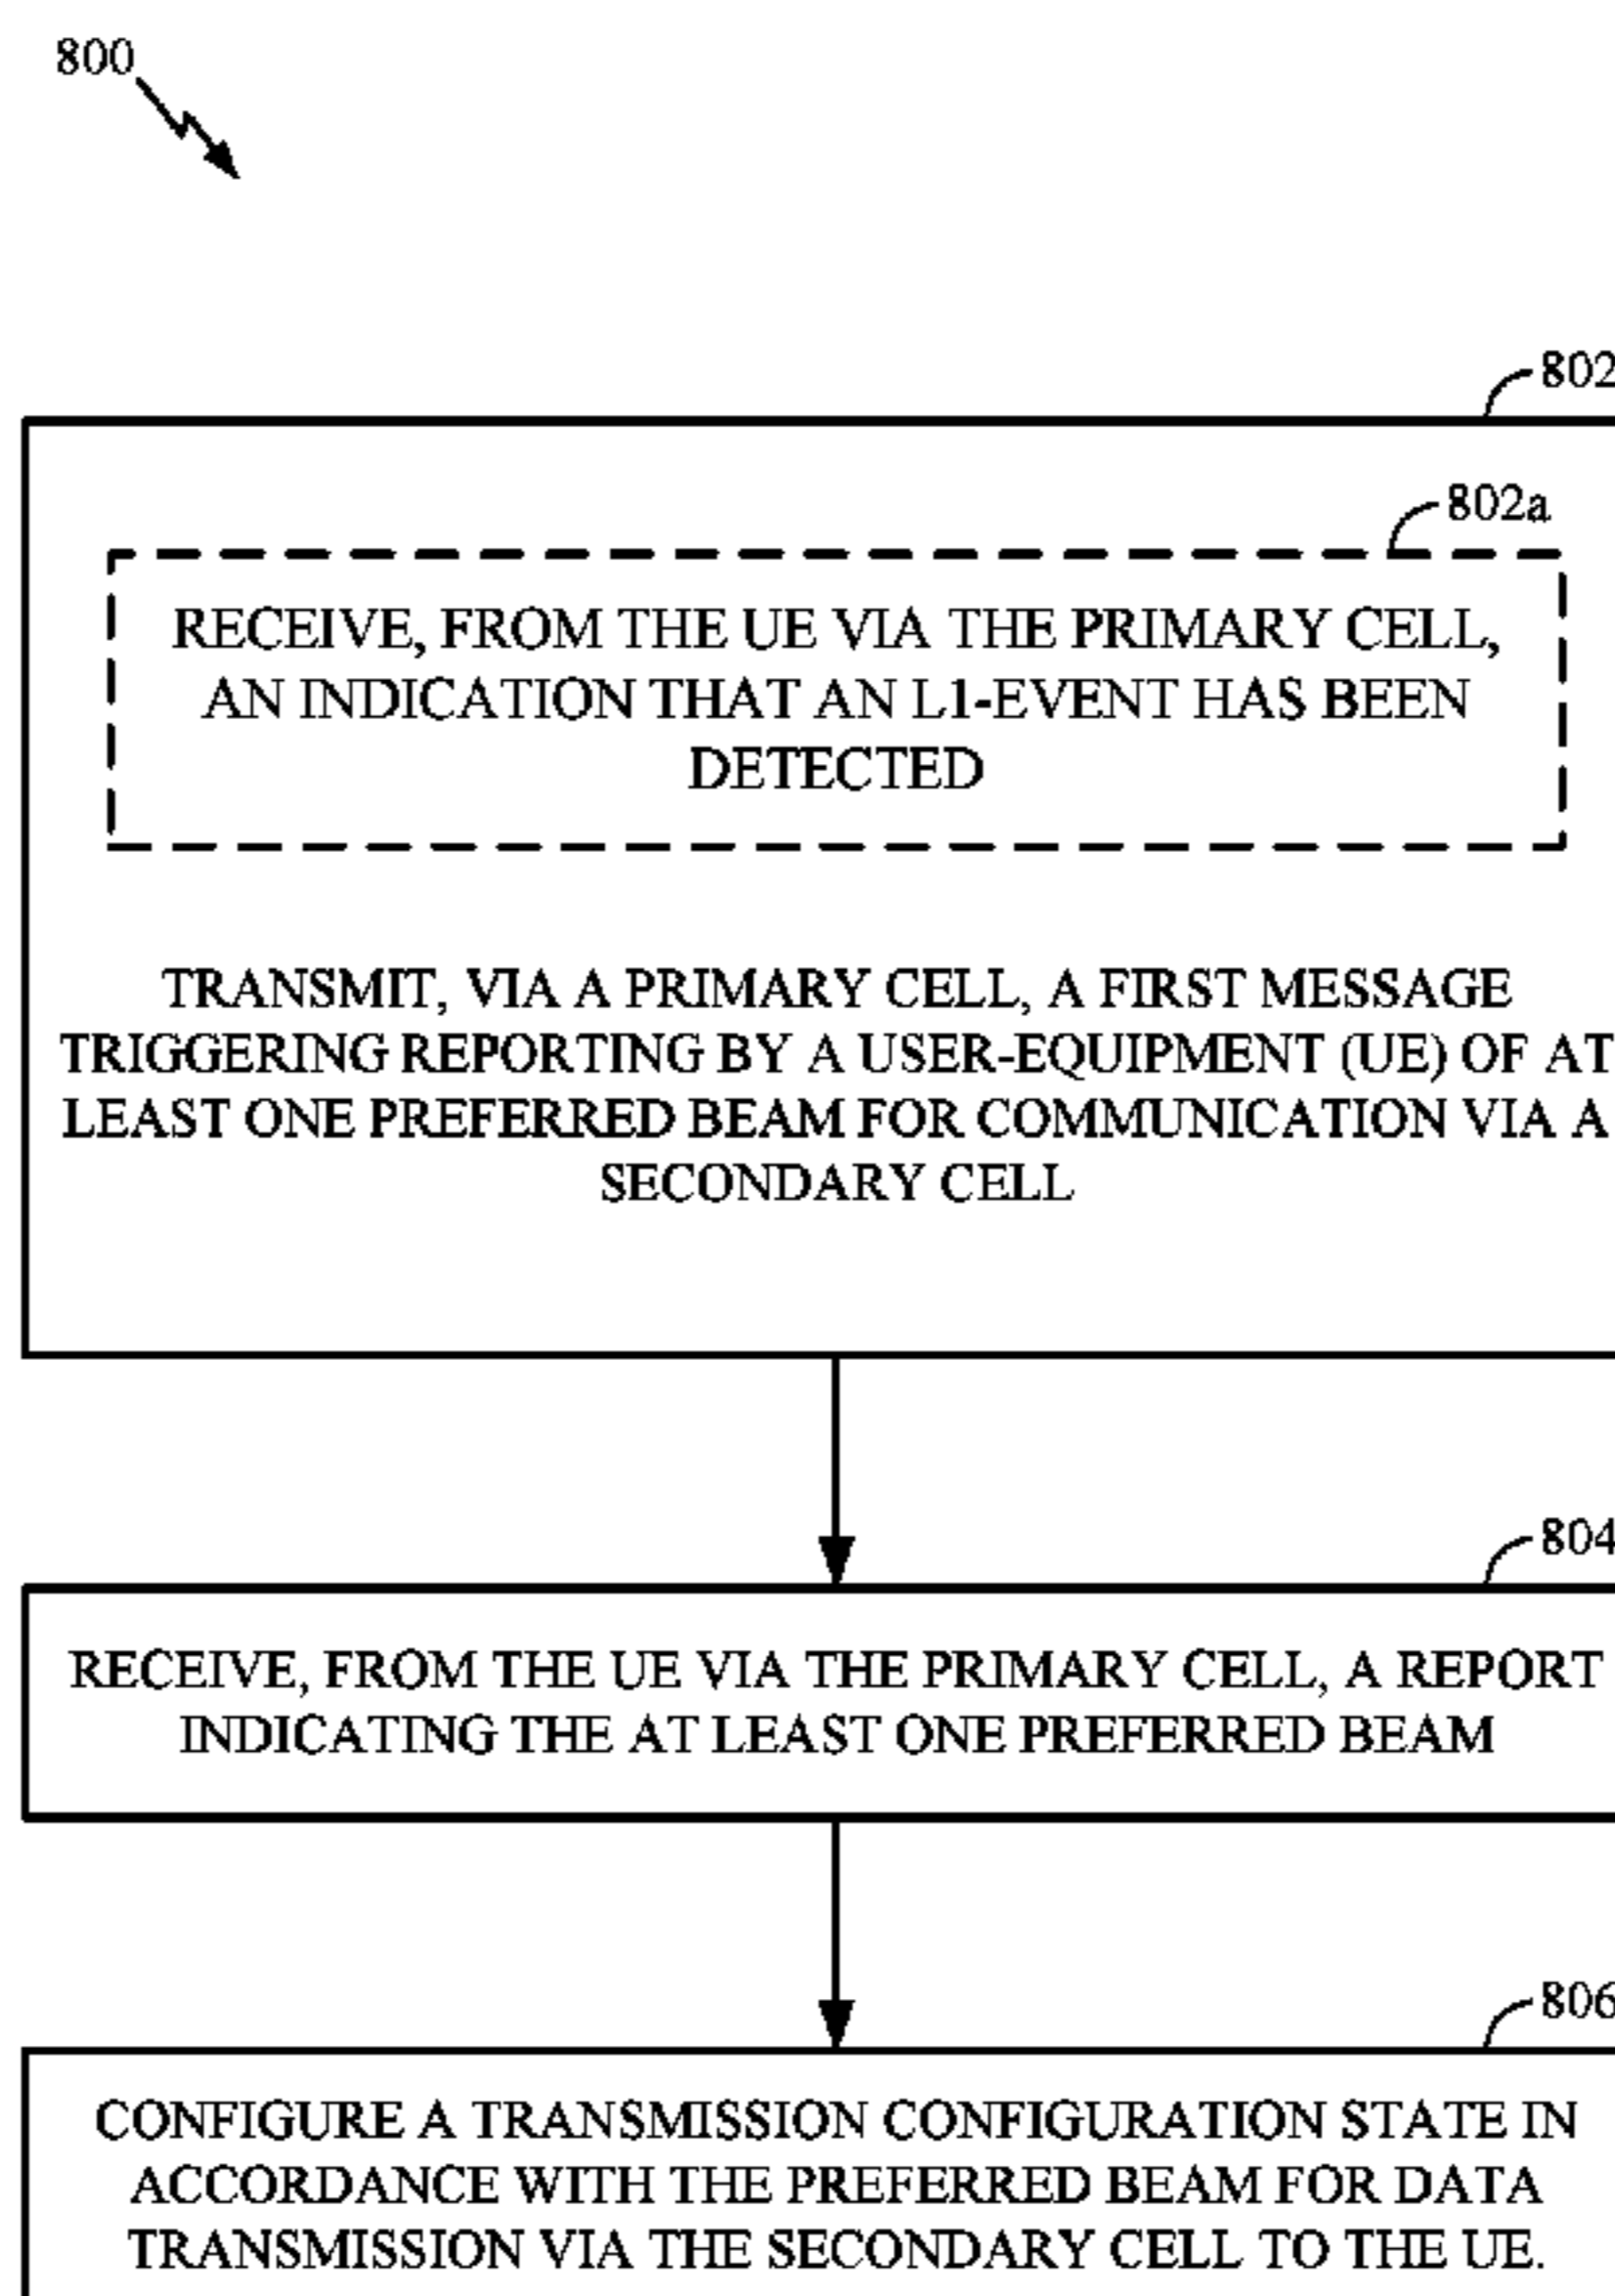 800
802
802a
RECEIVE, FROM THE UE VIA THE PRIMARY CELL,
AN INDICATION THAT AN L1-EVENT HAS BEEN
DETECTED
TRANSMIT, VIA A PRIMARY CELL, A FIRST MESSAGE
TRIGGERING REPORTING BY A USER-EQUIPMENT (UE) OF AT
LEAST ONE PREFERRED BEAM FOR COMMUNICATION VIA A
SECONDARY CELL
804
RECEIVE, FROM THE UE VIA THE PRIMARY CELL, A REPORT
INDICATING THE AT LEAST ONE PREFERRED BEAM
806
CONFIGURE A TRANSMISSION CONFIGURATION STATE IN
ACCORDANCE WITH THE PREFERRED BEAM FOR DATA
TRANSMISSION VIA THE SECONDARY CELL TO THE UE.